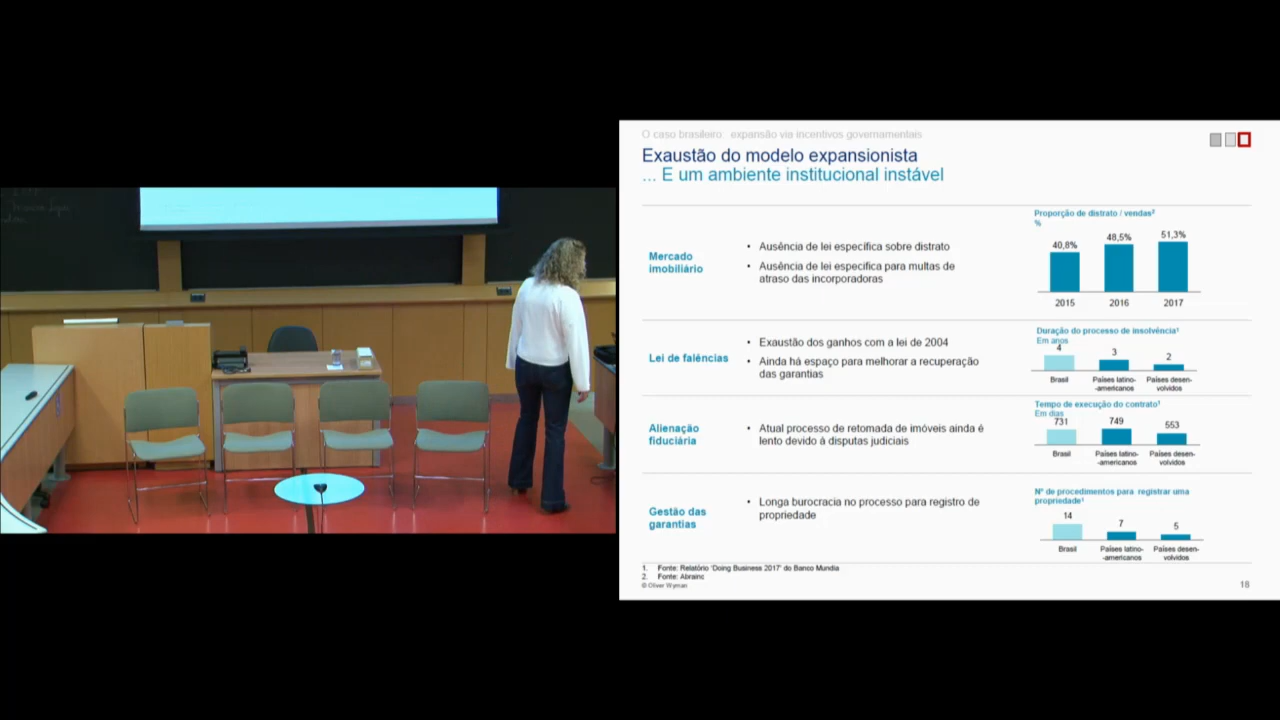 O caso brasileiro: expansão via incentivos governamentais
Exaustão do modelo expansionista
... E um ambiente institucional instável
Mercado
imobiliário
• Ausência de lei específica sobre distrato
• Ausência de lei específica para multas de
atraso das incorporadoras
Proporção de distrato / vendas²
%
40,8%
48,5%
51,3%
2015
2016
2017
Lei de falências
• Exaustão dos ganhos com a lei de 2004
• Ainda há espaço para melhorar a recuperação
das garantias
Duração do processo de insolvência¹
Em anos
4
3
2
Brasil
Países latino-
-americanos
Países desen-
volvidos
Alienação
fiduciária
• Atual processo de retomada de imóveis ainda é
lento devido à disputas judiciais
Tempo de execução do contrato¹
Em dias
731
749
553
Brasil
Países latino-
-americanos
Países desen-
volvidos
Gestão das
garantias
• Longa burocracia no processo para registro de
propriedade
Nº de procedimentos para registrar uma
propriedade¹
14
7
5
Brasil
Países latino-
-americanos
Países desen-
volvidos
1. Fonte: Relatório 'Doing Business 2017' do Banco Mundia
2. Fonte: Abrainc
© Oliver Wyman
18